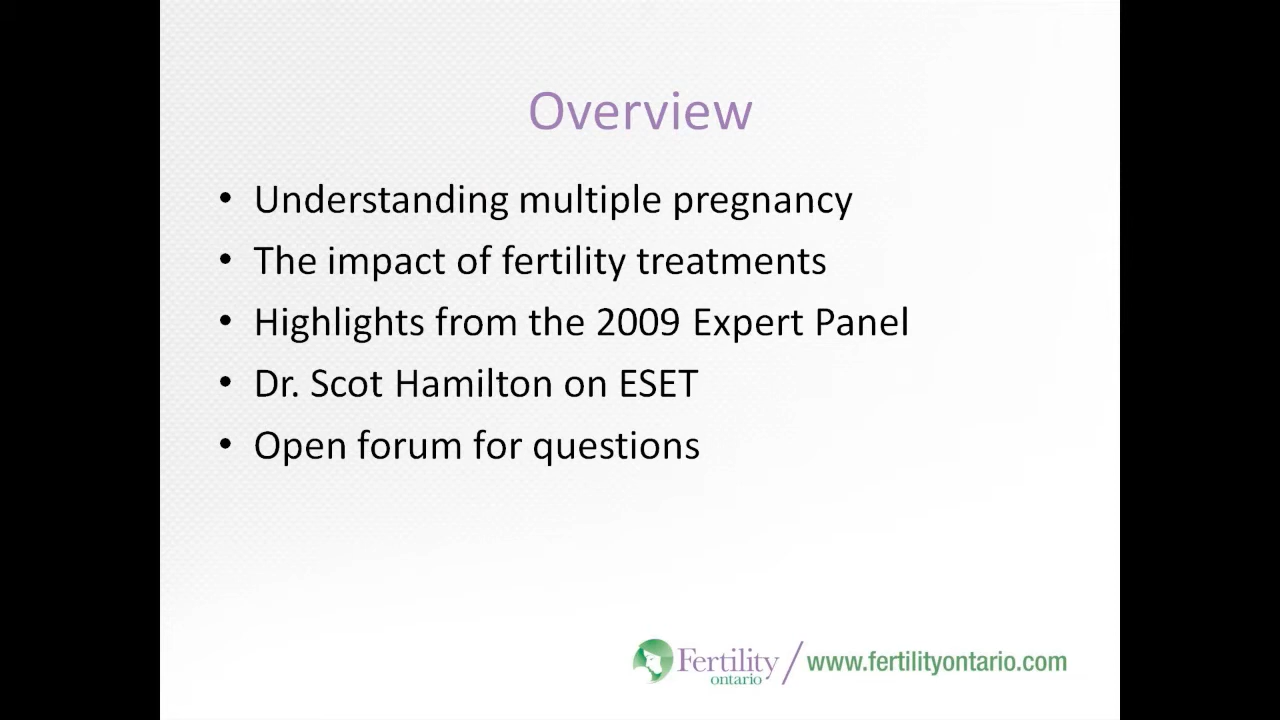 Overview
• Understanding multiple pregnancy
• The impact of fertility treatments
• Highlights from the 2009 Expert Panel
• Dr. Scot Hamilton on ESET
• Open forum for questions
Fertility ontario / www.fertilityontario.com